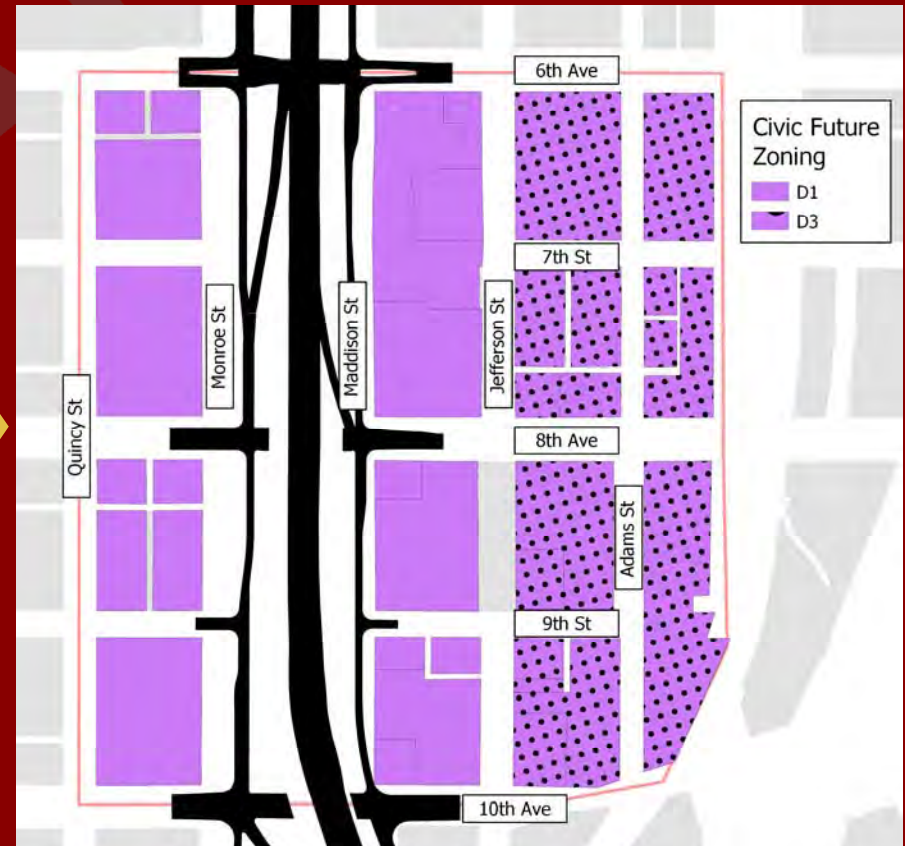 6th Ave
Civic Future
Zoning
D1
D3
7th St
Monroe St
Maddison St
Jefferson St
Quincy St
8th Ave
Adams St
9th St
10th Ave